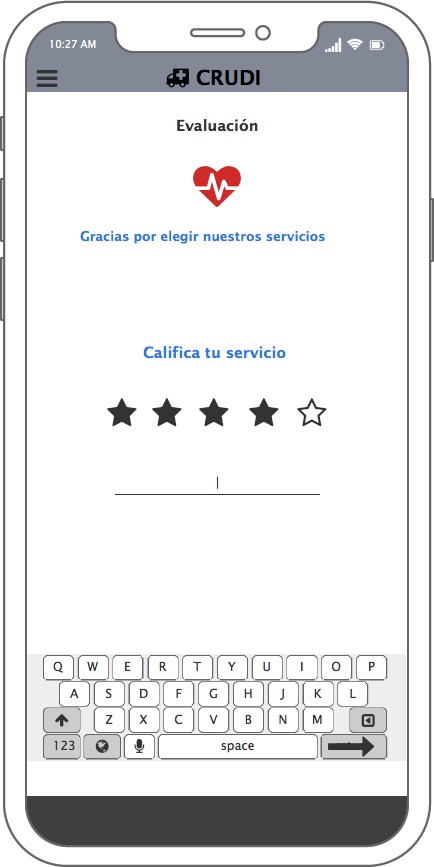 10:27 AM
CRUDI
Evaluación
Gracias por elegir nuestros servicios
Califica tu servicio
Q W E R T Y U I O P
A S D F G H J K L
Z X C V B N M
123 space